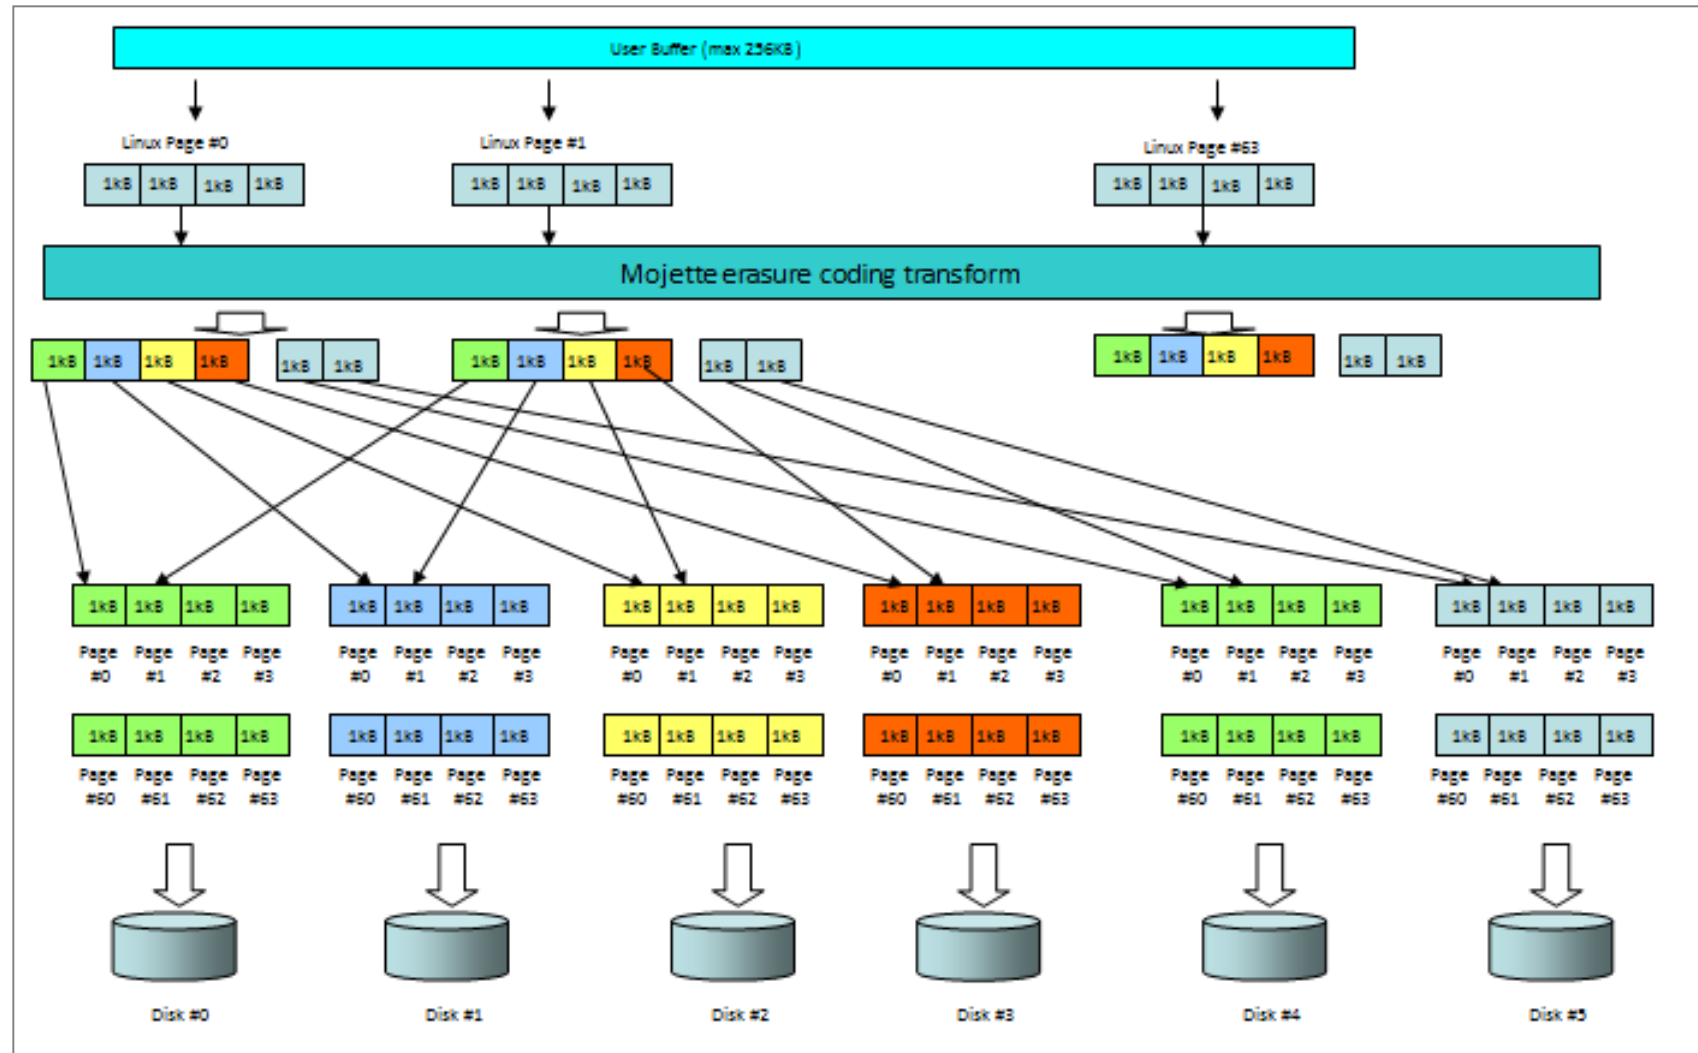 User Buffer (max 256KB)
Linux Page #0 Linux Page #1 Linux Page #63
1kB 1kB 1kB 1kB 1kB 1kB 1kB 1kB 1kB 1kB 1kB 1kB
Mojette erasure coding transform
1kB 1kB 1kB 1kB 1kB 1kB 1kB 1kB 1kB 1kB 1kB 1kB 1kB 1kB 1kB 1kB 1kB 1kB
1kB 1kB 1kB 1kB 1kB 1kB 1kB 1kB 1kB 1kB 1kB 1kB 1kB 1kB 1kB 1kB 1kB 1kB 1kB 1kB 1kB 1kB 1kB 1kB
Page Page Page Page Page Page Page Page Page Page Page Page Page Page Page Page Page Page Page Page Page Page Page Page
#0 #1 #2 #3 #0 #1 #2 #3 #0 #1 #2 #3 #0 #1 #2 #3 #0 #1 #2 #3 #0 #1 #2 #3
1kB 1kB 1kB 1kB 1kB 1kB 1kB 1kB 1kB 1kB 1kB 1kB 1kB 1kB 1kB 1kB 1kB 1kB 1kB 1kB 1kB 1kB 1kB 1kB
Page Page Page Page Page Page Page Page Page Page Page Page Page Page Page Page Page Page Page Page Page Page Page Page
#60 #61 #62 #63 #60 #61 #62 #63 #60 #61 #62 #63 #60 #61 #62 #63 #60 #61 #62 #63 #60 #61 #62 #63
Disk #0 Disk #1 Disk #2 Disk #3 Disk #4 Disk #5